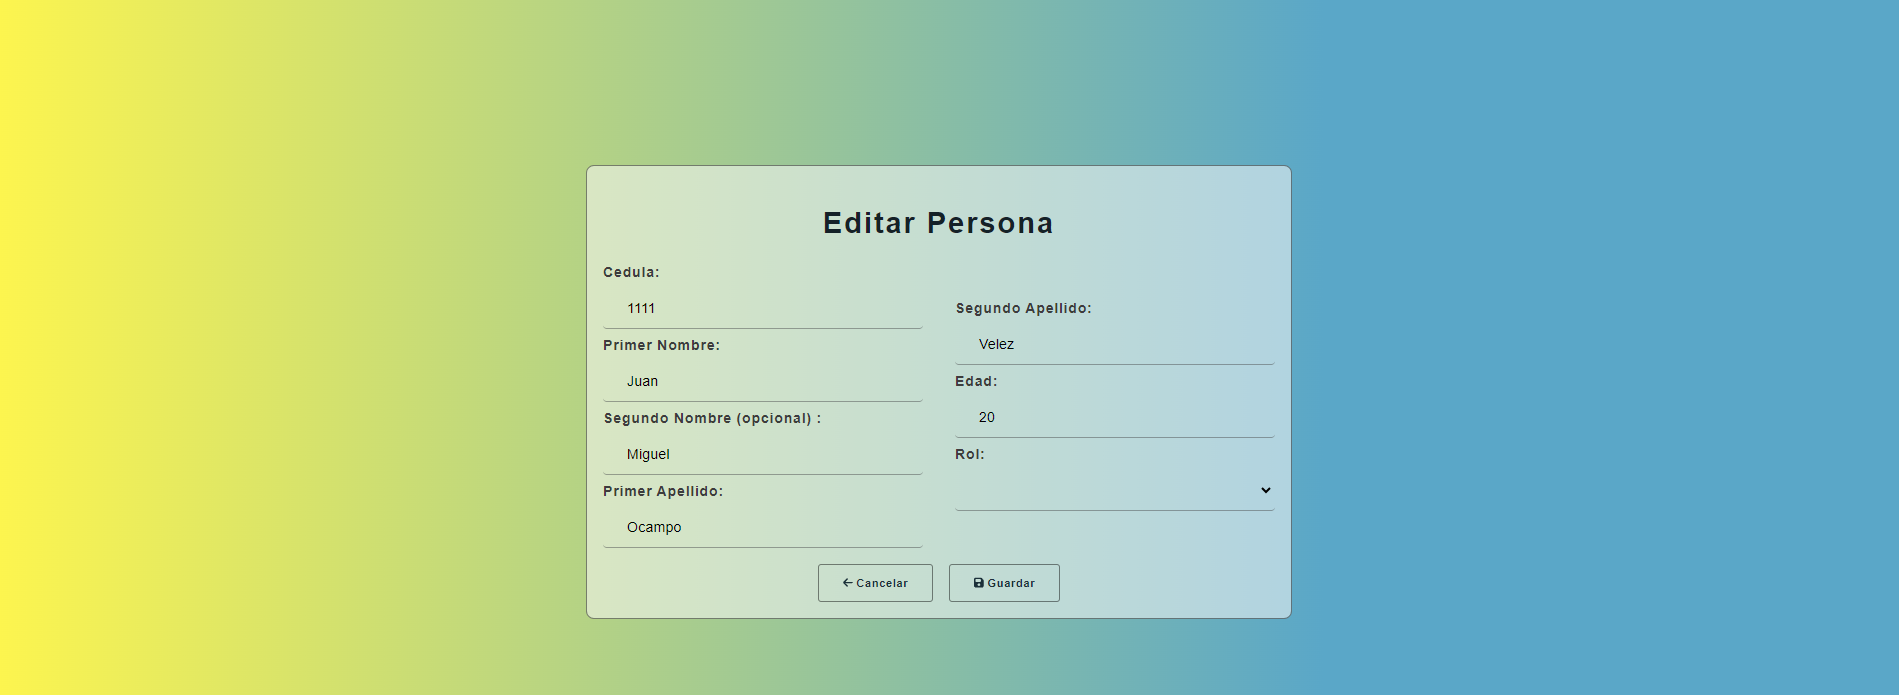 Editar Persona
Cedula:
1111
Primer Nombre:
Juan
Segundo Nombre (opcional) :
Miguel
Primer Apellido:
Ocampo
Segundo Apellido:
Velez
Edad:
20
Rol:
Cancelar
Guardar